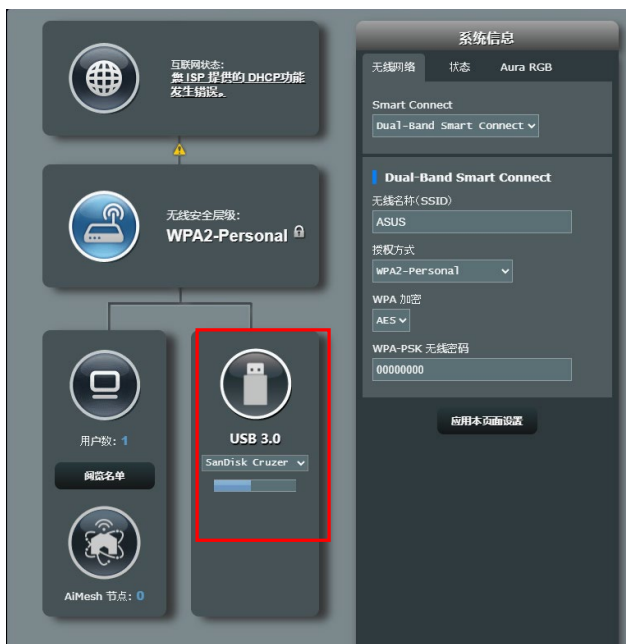 互联网状态:
您 ISP 提供的 DHCP功能
发生错误。
无线安全层级:
WPA2-Personal
用户数: 1
阅览名单
AiMesh 节点: 0
USB 3.0
SanDisk Cruzer
系统信息
无线网络
状态
Aura RGB
Smart Connect
Dual-Band Smart Connect
Dual-Band Smart Connect
无线名称(SSID)
ASUS
授权方式
WPA2-Personal
WPA 加密
AES
WPA-PSK 无线密码
00000000
应用本页面设置